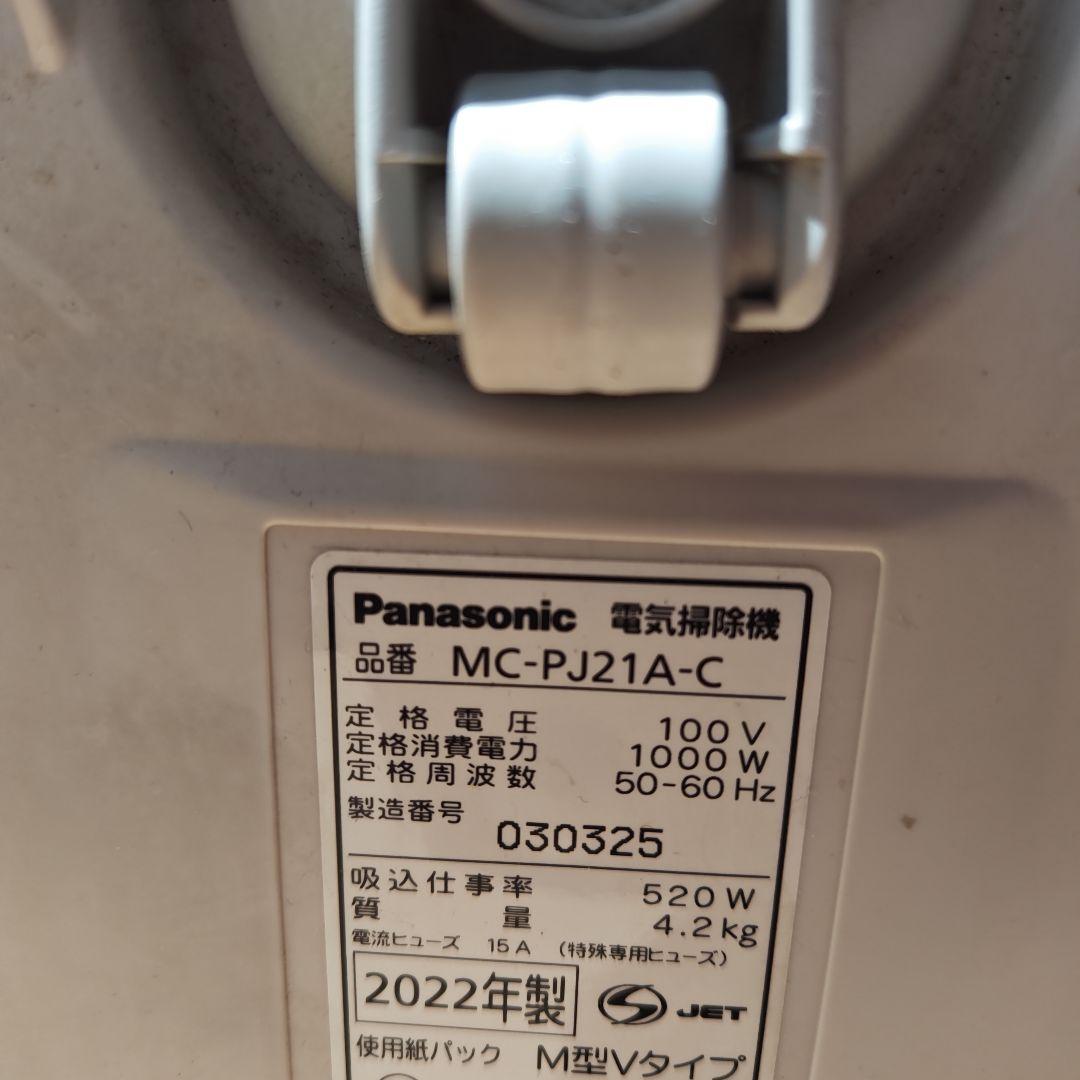 Panasonic 電気掃除機
品番 MC-PJ21A-C
定格電圧 100V
定格消費電力 1000W
定格周波数 50-60Hz
製造番号 030325
吸込仕事率 520W
質量 4.2kg
電流ヒューズ 15A (特殊専用ヒューズ)
2022年製 S JET
使用紙パック M型Vタイプ